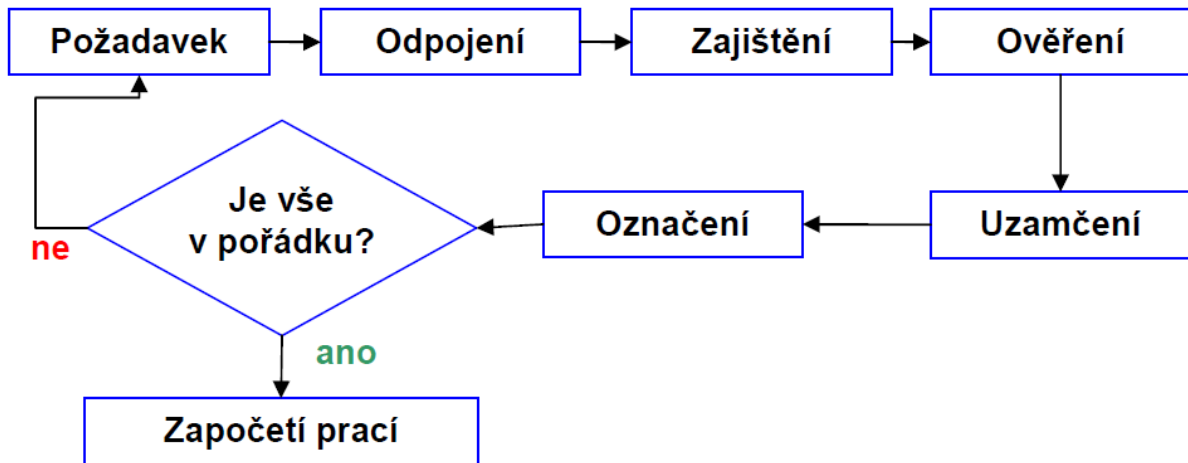 Požadavek
Odpojení
Zajištění
Ověření
Uzamčení
Označení
Je vše
v pořádku?
ne
ano
Započetí prací